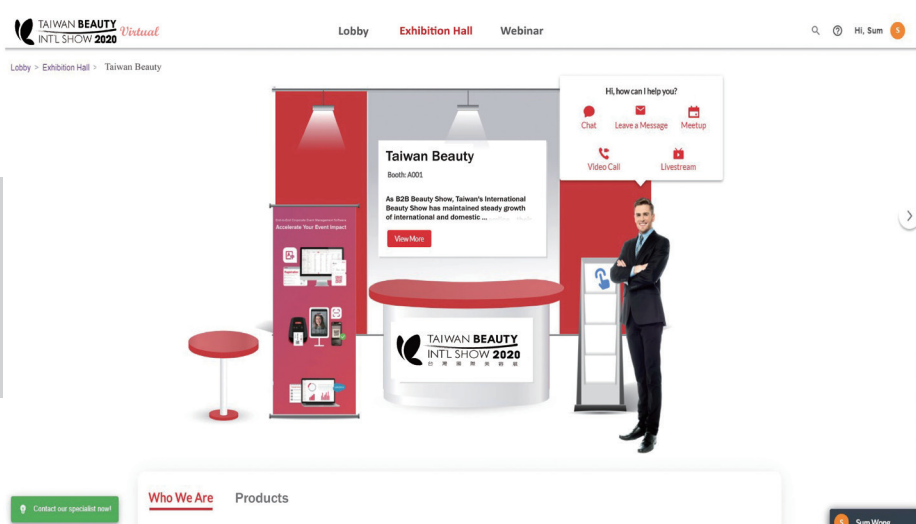 TAIWAN BEAUTY
INTL SHOW 2020
Virtual
Lobby
Exhibition Hall
Webinar
Hi, Sum
S
Lobby > Exhibition Hall > Taiwan Beauty
Hi, how can I help you?
Chat
Leave a Message
Meetup
Video Call
Livestream
Taiwan Beauty
Booth: A001
As B2B Beauty Show, Taiwan's International
Beauty Show has maintained steady growth
of international and domestic ...
View More
Accelerate Your Event Impact
TAIWAN BEAUTY
INTL SHOW 2020
Who We Are
Products
Contact our specialist now!
S
Sum Wong